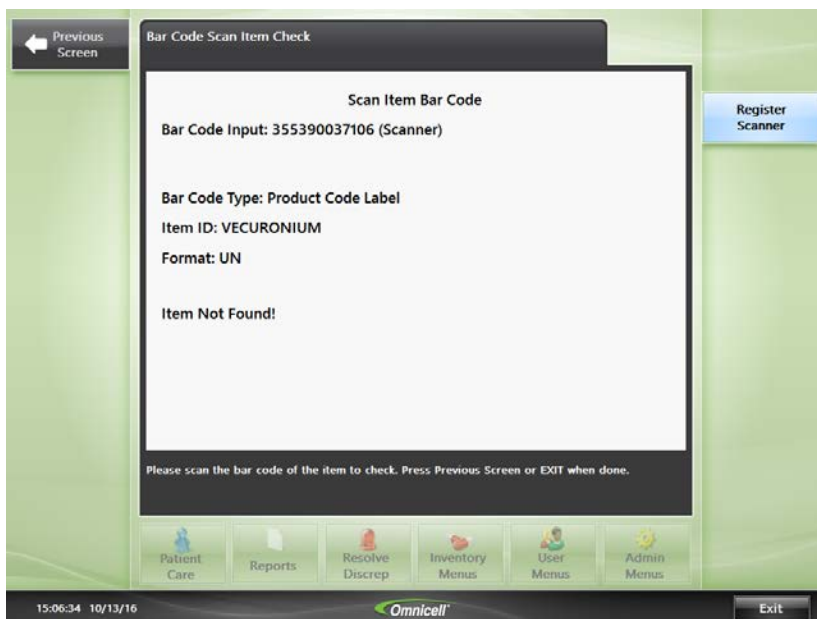 Previous
Screen
Bar Code Scan Item Check
Scan Item Bar Code
Bar Code Input: 355390037106 (Scanner)
Register
Scanner
Bar Code Type: Product Code Label
Item ID: VECURONIUM
Format: UN
Item Not Found!
Please scan the bar code of the item to check. Press Previous Screen or EXIT when done.
Patient
Care
Reports
Resolve
Discrep
Inventory
Menus
User
Menus
Admin
Menus
15:06:34 10/13/16
Omnicell
Exit